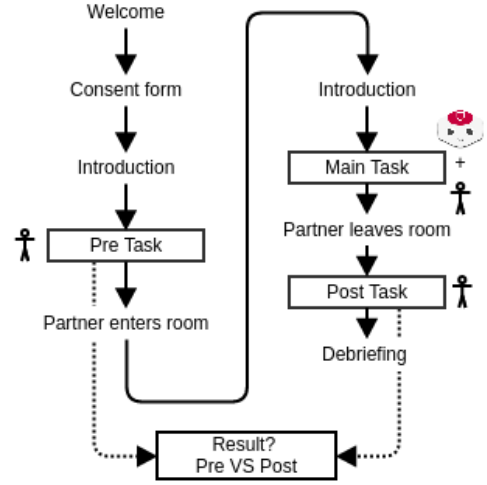 Welcome
Consent form
Introduction
Pre Task
Partner enters room
Introduction
+
Main Task
Partner leaves room
Post Task
Debriefing
Result?
Pre VS Post